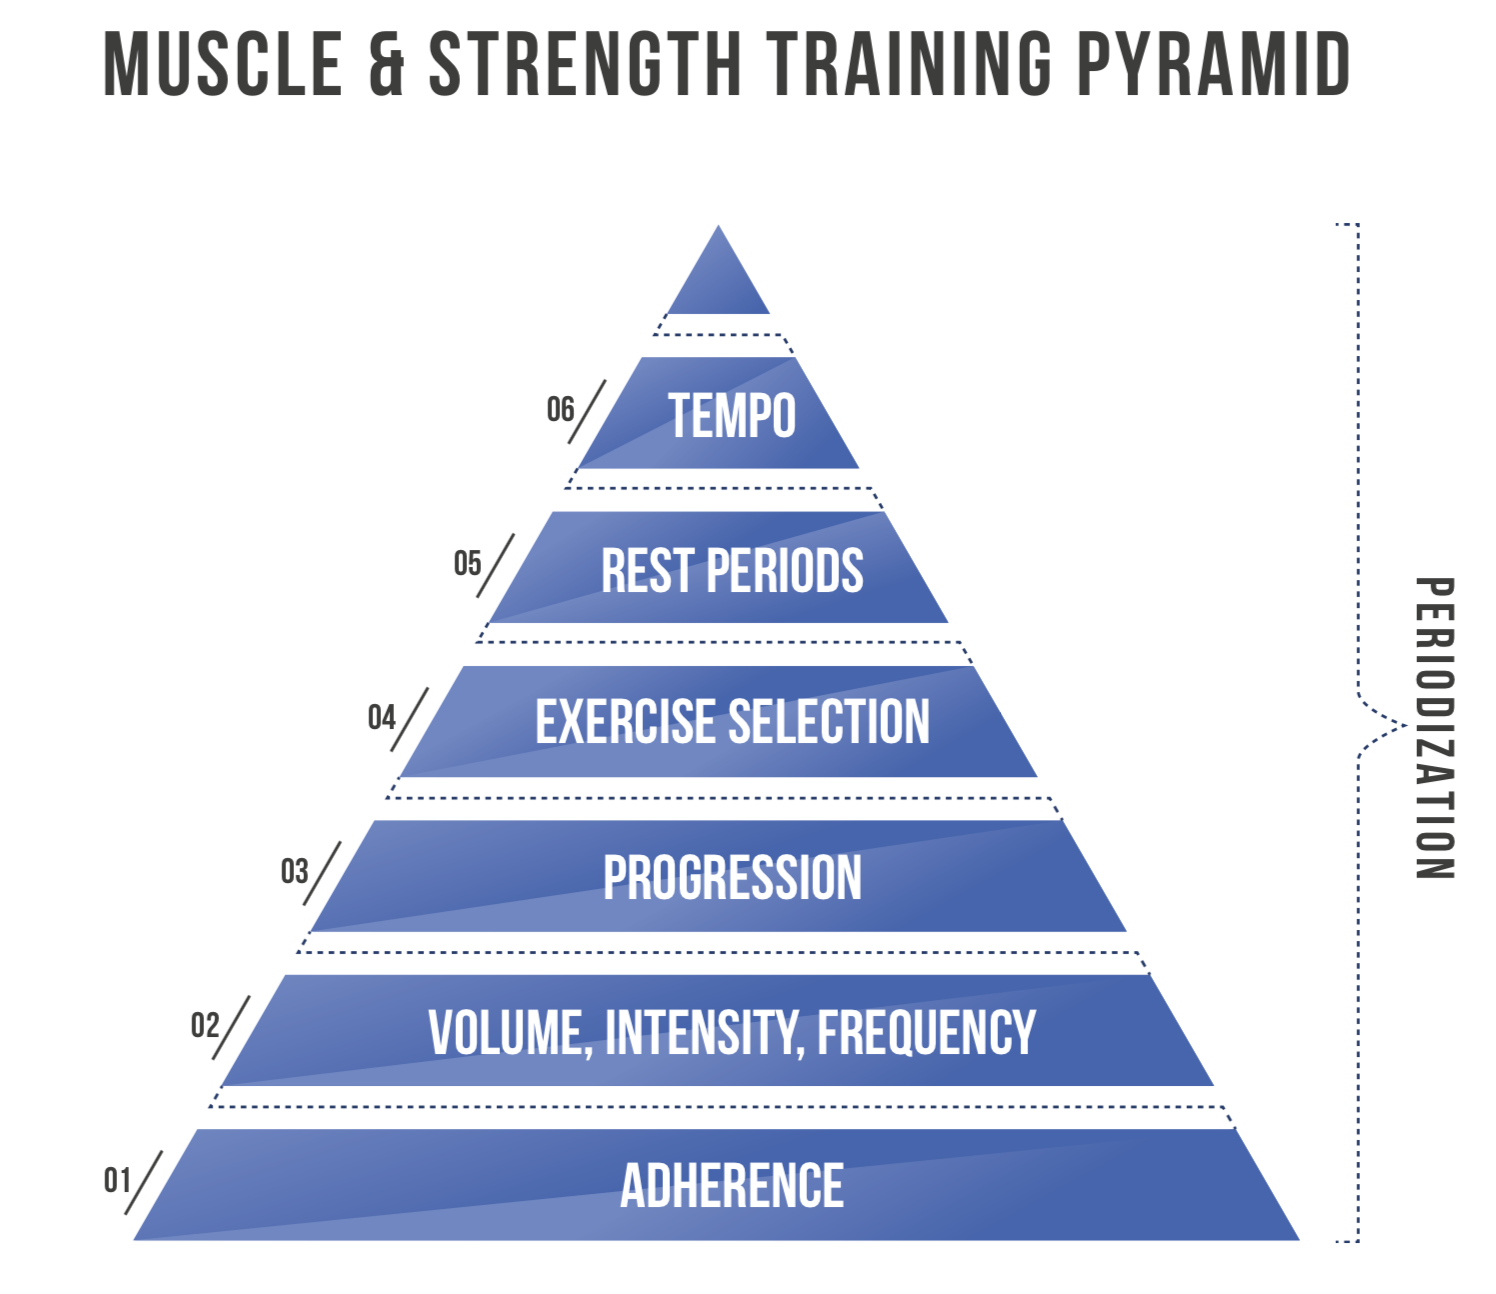 MUSCLE & STRENGTH TRAINING PYRAMID
06
TEMPO
05
REST PERIODS
04
EXERCISE SELECTION
03
PROGRESSION
02
VOLUME, INTENSITY, FREQUENCY
01
ADHERENCE
PERIODIZATION